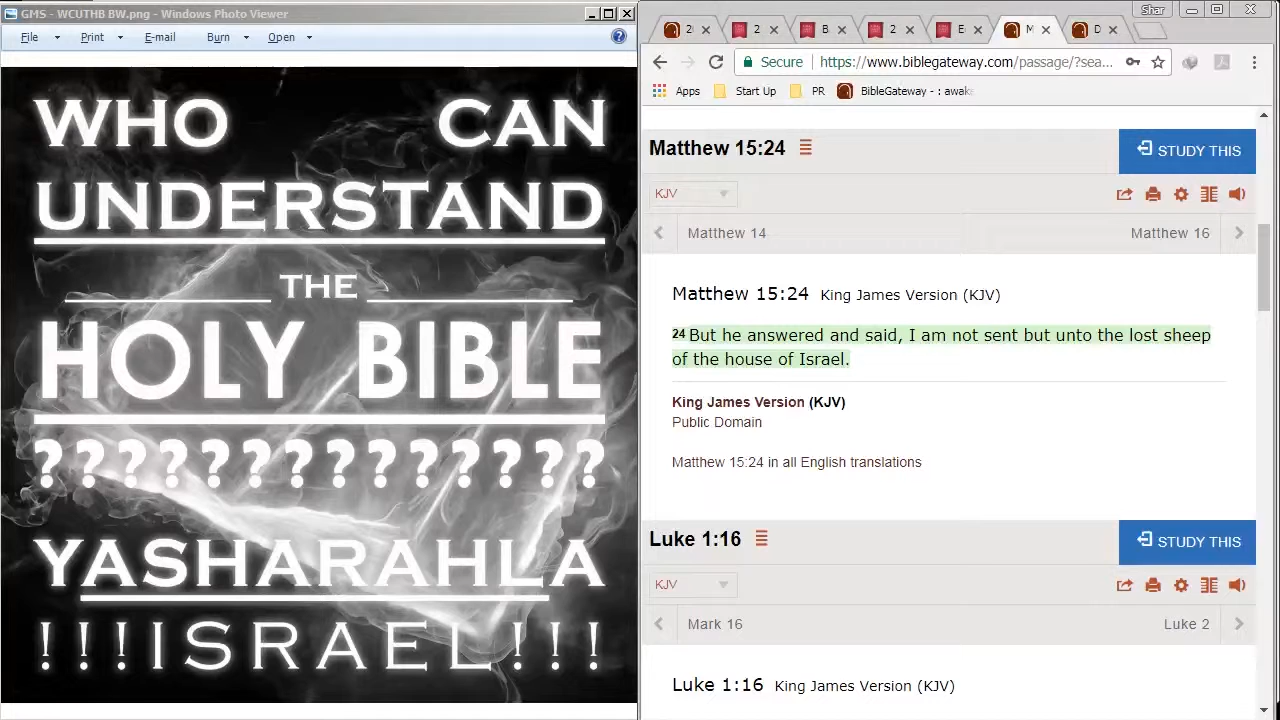 GMS - WCUTHB BW.png - Windows Photo Viewer
File
Print
E-mail
Burn
Open
WHO CAN
UNDERSTAND
THE
HOLY BIBLE
??????????????
YASHARAHLA
!!!ISRAEL!!!
Shar
2
2
B
2
E
M
D
Secure
https://www.biblegateway.com/passage/?sea...
Apps
Start Up
PR
BibleGateway - : awak
Matthew 15:24
STUDY THIS
KJV
Matthew 14
Matthew 16
Matthew 15:24 King James Version (KJV)
24 But he answered and said, I am not sent but unto the lost sheep
of the house of Israel.
King James Version (KJV)
Public Domain
Matthew 15:24 in all English translations
Luke 1:16
STUDY THIS
KJV
Mark 16
Luke 2
Luke 1:16 King James Version (KJV)